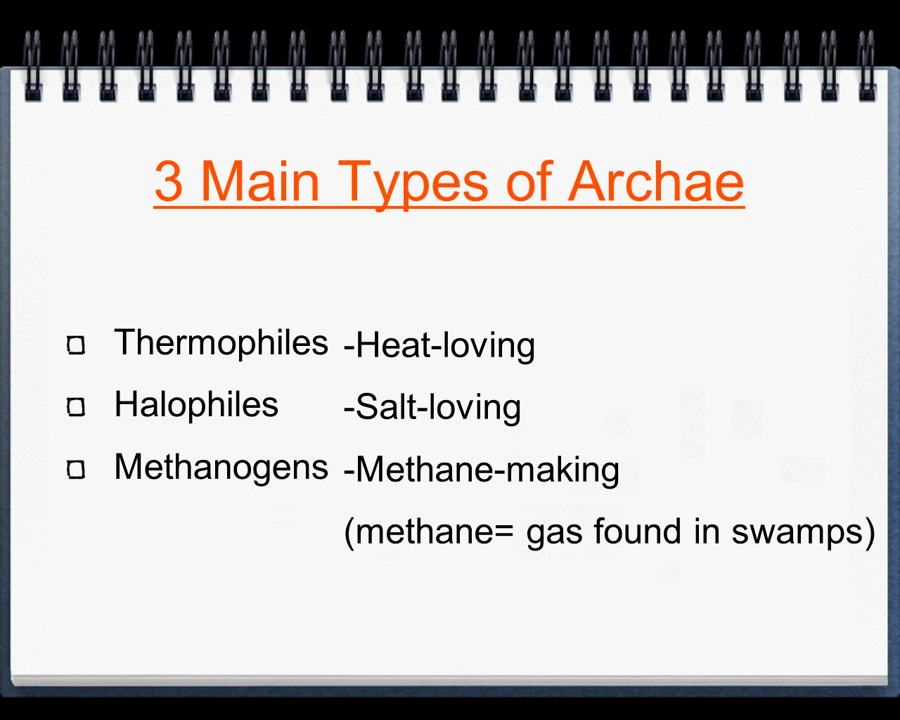 3 Main Types of Archae
Thermophiles -Heat-loving
Halophiles -Salt-loving
Methanogens -Methane-making
(methane= gas found in swamps)